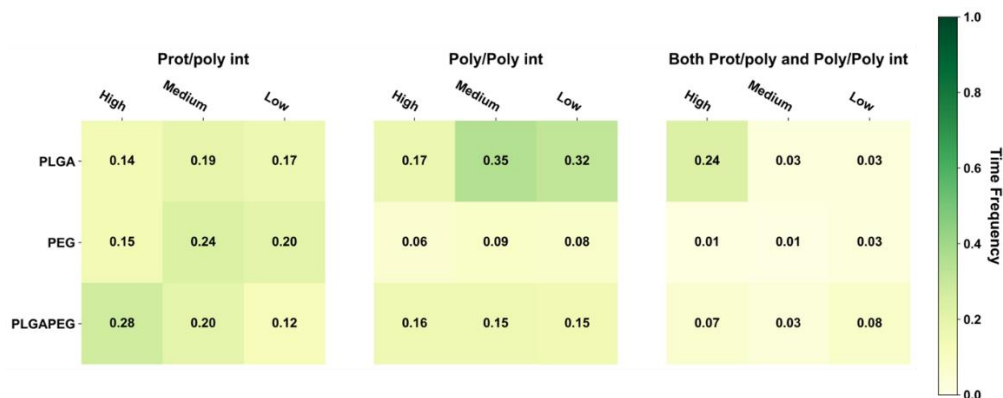 Prot/poly int
Poly/Poly int
Both Prot/poly and Poly/Poly int
High Medium Low
High Medium Low
High Medium Low
PLGA 0.14 0.19 0.17 0.17 0.35 0.32 0.24 0.03 0.03
PEG 0.15 0.24 0.20 0.06 0.09 0.08 0.01 0.01 0.03
PLGAPEG 0.28 0.20 0.12 0.16 0.15 0.15 0.07 0.03 0.08
1.0
0.8
0.6
0.4
0.2
0.0
Time Frequency